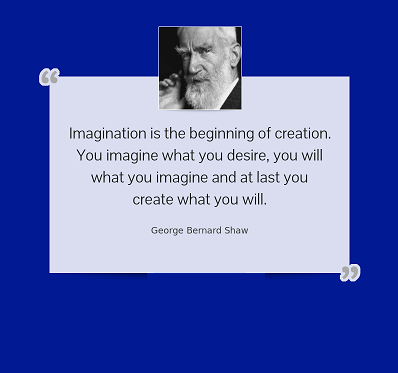 Imagination is the beginning of creation.
You imagine what you desire, you will
what you imagine and at last you
create what you will.
George Bernard Shaw